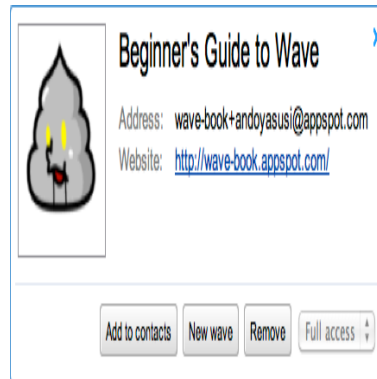 Beginner's Guide to Wave
Address: wave-book+andoyasusi@appspot.com
Website: http://wave-book.appspot.com/
Add to contacts New wave Remove Full access